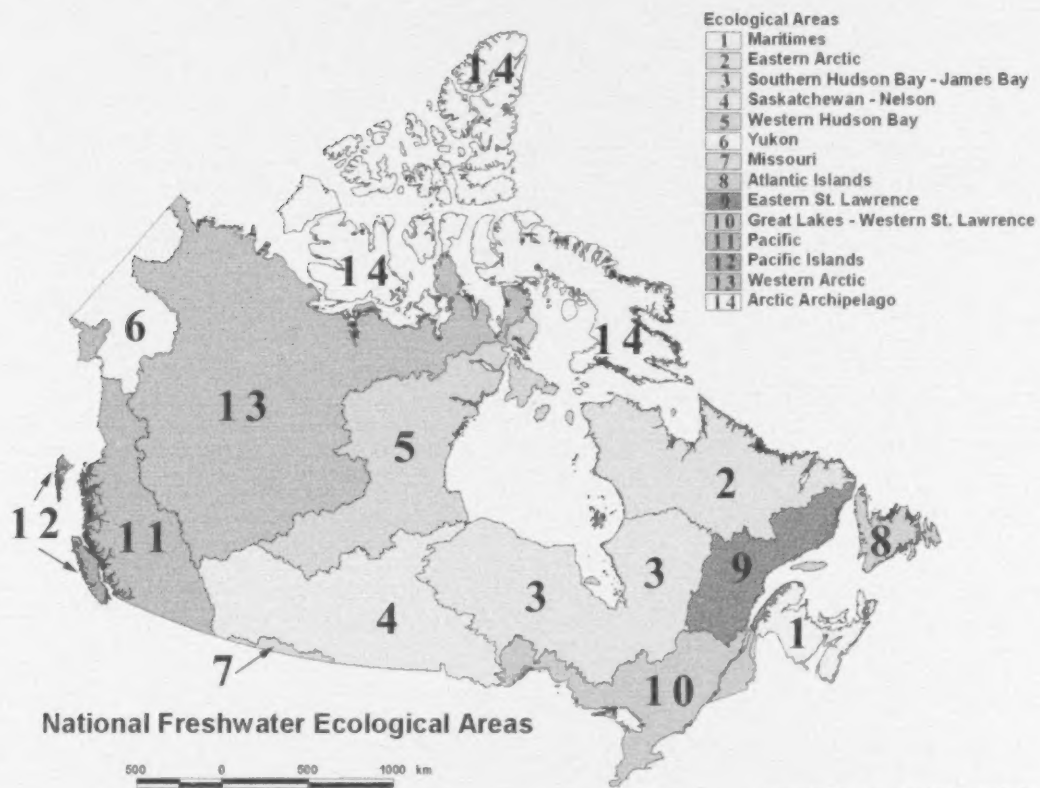 Ecological Areas
1 Maritimes
2 Eastern Arctic
3 Southern Hudson Bay - James Bay
4 Saskatchewan - Nelson
5 Western Hudson Bay
6 Yukon
7 Missouri
8 Atlantic Islands
9 Eastern St. Lawrence
10 Great Lakes - Western St. Lawrence
11 Pacific
12 Pacific Islands
13 Western Arctic
14 Arctic Archipelago
14
14
14
6
13
5
2
12
11
8
9
3
3
4
1
7
10
National Freshwater Ecological Areas
500 0 500 1000 km